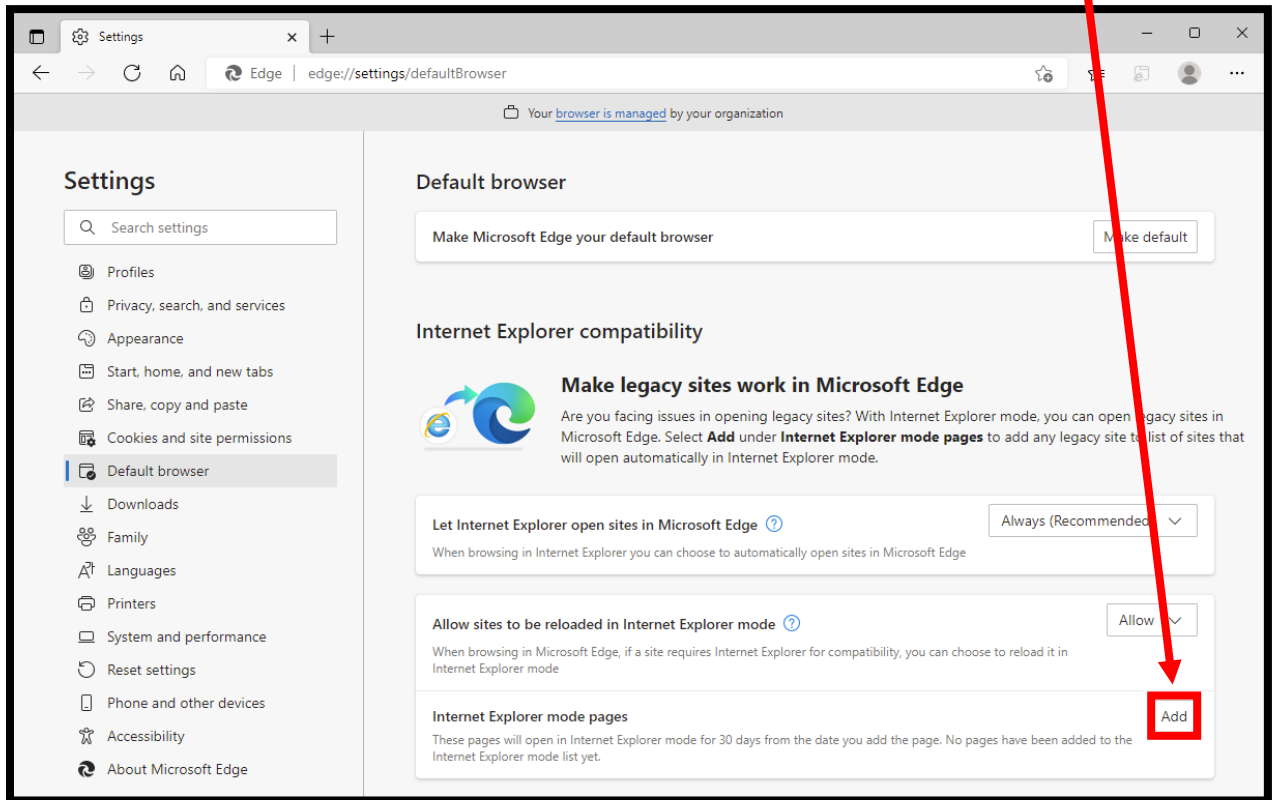 Settings
Edge | edge://settings/defaultBrowser
Your browser is managed by your organization
Settings
Search settings
Profiles
Privacy, search, and services
Appearance
Start, home, and new tabs
Share, copy and paste
Cookies and site permissions
Default browser
Downloads
Family
Languages
Printers
System and performance
Reset settings
Phone and other devices
Accessibility
About Microsoft Edge
Default browser
Make Microsoft Edge your default browser
Make default
Internet Explorer compatibility
Make legacy sites work in Microsoft Edge
Are you facing issues in opening legacy sites? With Internet Explorer mode, you can open legacy sites in
Microsoft Edge. Select Add under Internet Explorer mode pages to add any legacy site to list of sites that
will open automatically in Internet Explorer mode.
Let Internet Explorer open sites in Microsoft Edge
Always (Recommended)
When browsing in Internet Explorer you can choose to automatically open sites in Microsoft Edge
Allow sites to be reloaded in Internet Explorer mode
Allow
When browsing in Microsoft Edge, if a site requires Internet Explorer for compatibility, you can choose to reload it in
Internet Explorer mode
Internet Explorer mode pages
Add
These pages will open in Internet Explorer mode for 30 days from the date you add the page. No pages have been added to the
Internet Explorer mode list yet.